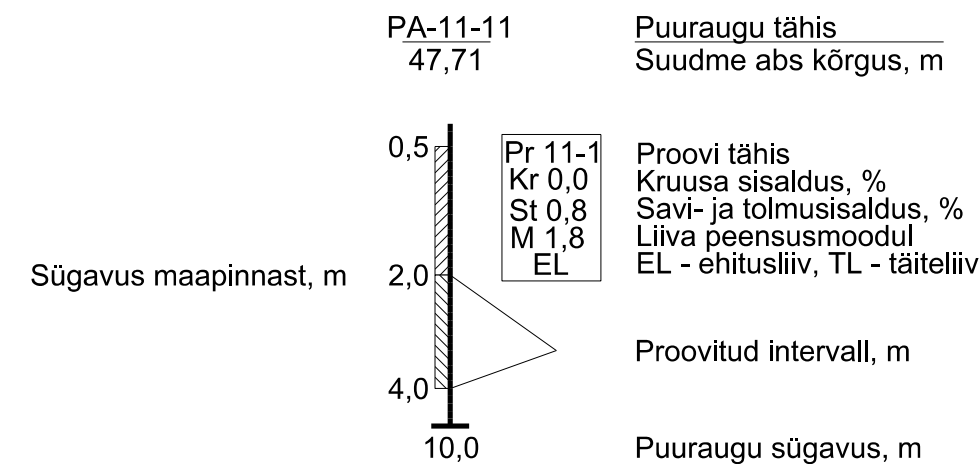 PA-11-11 Puuraugu tähis
47,71 Suudme abs kõrgus, m
0,5 Pr 11-1 Proovi tähis
Kr 0,0 Kruusa sisaldus, %
St 0,8 Savi- ja tolmusisaldus, %
M 1,8 Liiva peensusmoodul
EL EL - ehitusliiv, TL - täiteliiv
Sügavus maapinnast, m 2,0
Proovitud intervall, m
4,0
10,0 Puuraugu sügavus, m